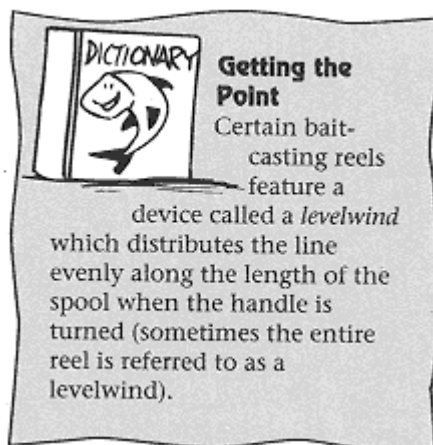 DICTIONARY
Getting the
Point
Certain bait-
casting reels
feature a
device called a levelwind
which distributes the line
evenly along the length of the
spool when the handle is
turned (sometimes the entire
reel is referred to as a
levelwind).